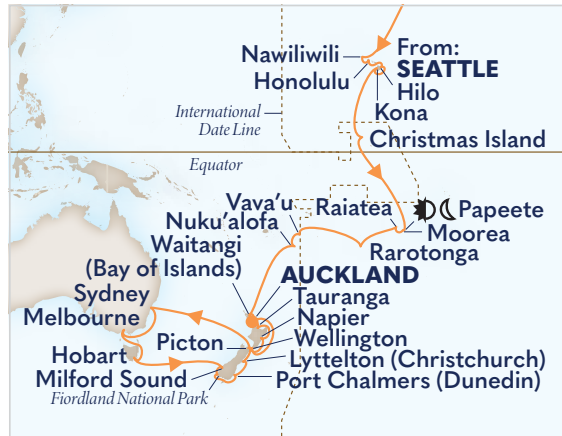 From:
SEATTLE
Nawiliwili
Honolulu
Hilo
Kona
International
Date Line
Christmas Island
Equator
Vava'u
Raiatea
Papeete
Nuku'alofa
Moorea
Waitangi
(Bay of Islands)
Rarotonga
AUCKLAND
Tauranga
Sydney
Napier
Melbourne
Picton
Wellington
Hobart
Lyttelton (Christchurch)
Milford Sound
Port Chalmers (Dunedin)
Fiordland National Park